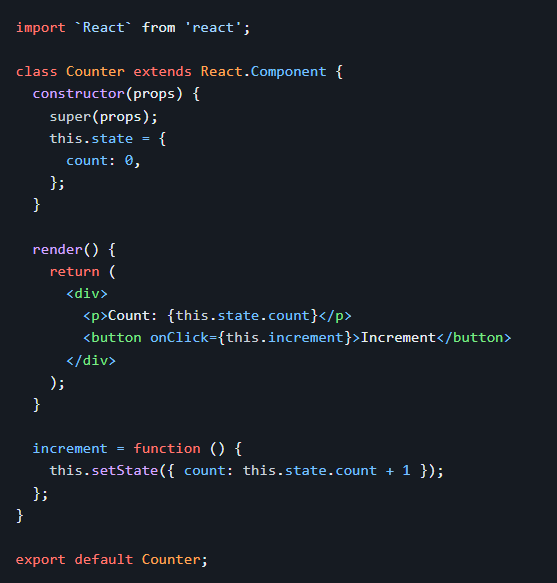 import `React` from 'react';

class Counter extends React.Component {
  constructor(props) {
    super(props);
    this.state = {
      count: 0,
    };
  }

  render() {
    return (
      <div>
        <p>Count: {this.state.count}</p>
        <button onClick={this.increment}>Increment</button>
      </div>
    );
  }

  increment = function () {
    this.setState({ count: this.state.count + 1 });
  };
}

export default Counter;